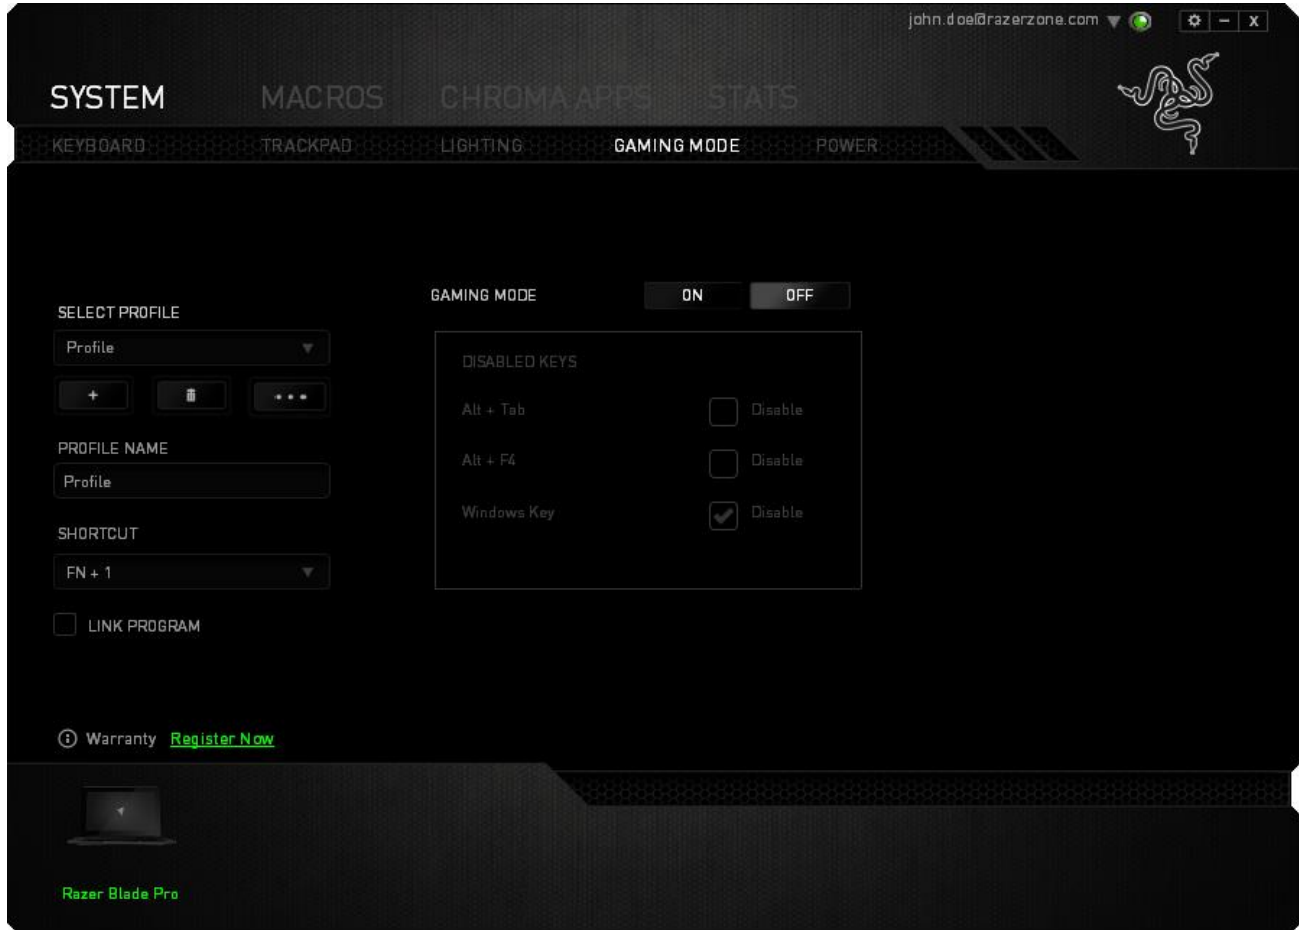 john.doe@razerzone.com
SYSTEM MACROS CHROMA APPS STATS
KEYBOARD TRACKPAD LIGHTING GAMING MODE POWER
GAMING MODE ON OFF
SELECT PROFILE
Profile
DISABLED KEYS
Alt + Tab Disable
Alt + F4 Disable
Windows Key Disable
PROFILE NAME
Profile
SHORTCUT
FN + 1
LINK PROGRAM
Warranty Register Now
Razer Blade Pro